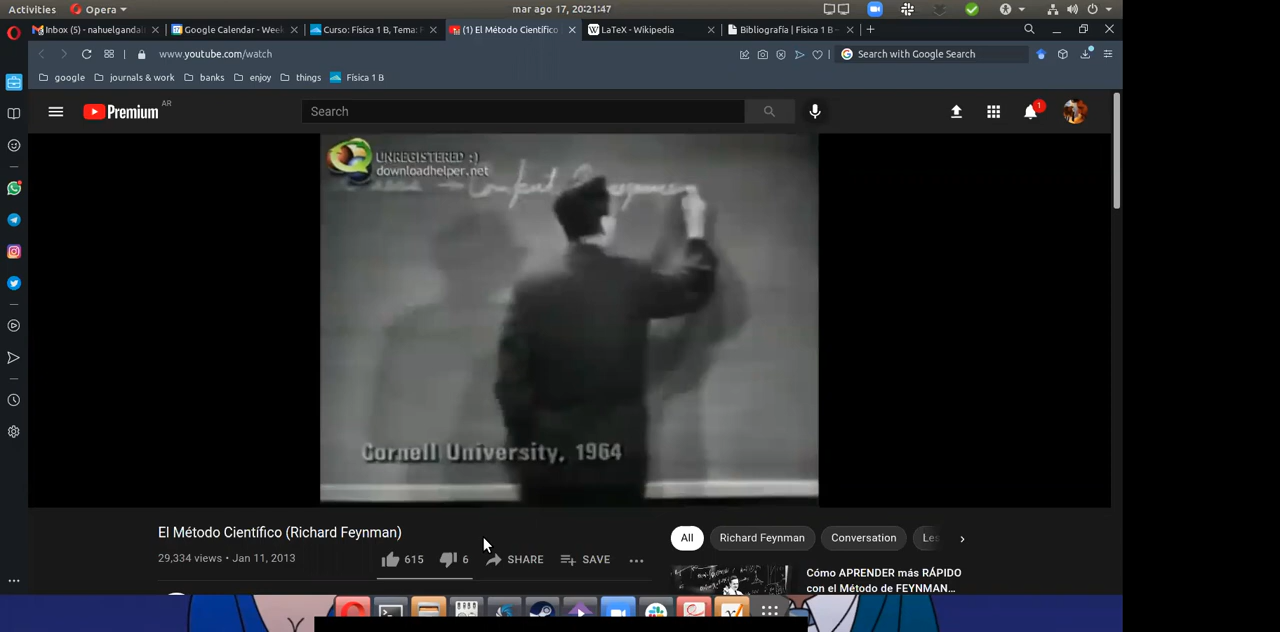 Activities
Opera
mar ago 17, 20:21:47
Inbox (5) - nahuelganda
Google Calendar - Week
Curso: Física 1 B, Tema:
(1) El Método Científico
LaTeX - Wikipedia
Bibliografía | Física 1 B –
www.youtube.com/watch
Search with Google Search
google
journals & work
banks
enjoy
things
Física 1 B
Premium AR
Search
1
UNREGISTERED :)
downloadhelper.net
Cornell University, 1964
El Método Científico (Richard Feynman)
29,334 views • Jan 11, 2013
615
6
SHARE
SAVE
All
Richard Feynman
Conversation
Les
Cómo APRENDER más RÁPIDO
con el Método de FEYNMAN...